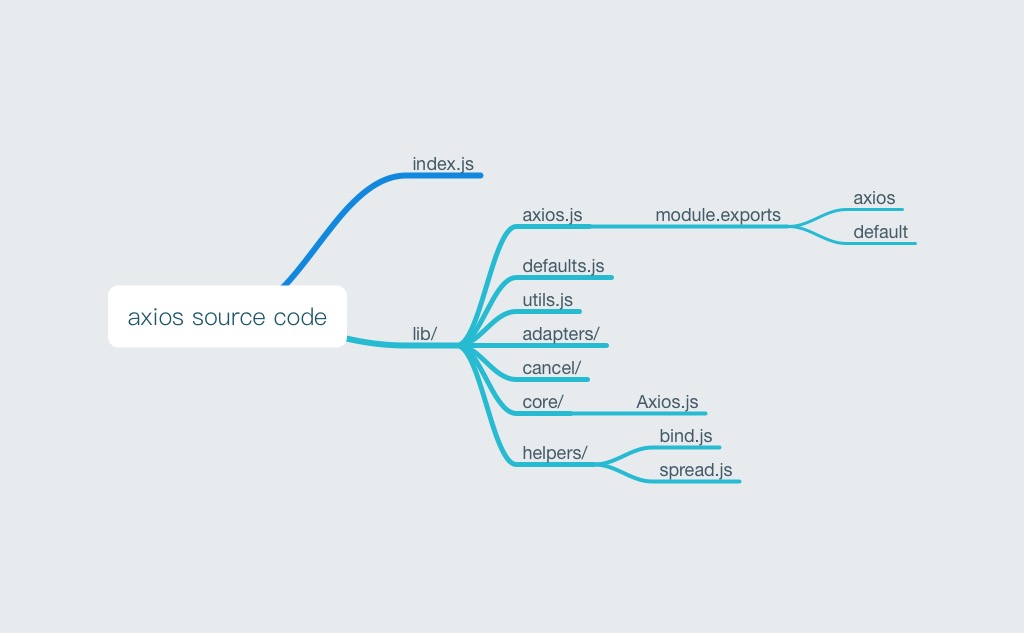 axios source code
index.js
lib/
axios.js
module.exports
axios
default
defaults.js
utils.js
adapters/
cancel/
core/
Axios.js
helpers/
bind.js
spread.js